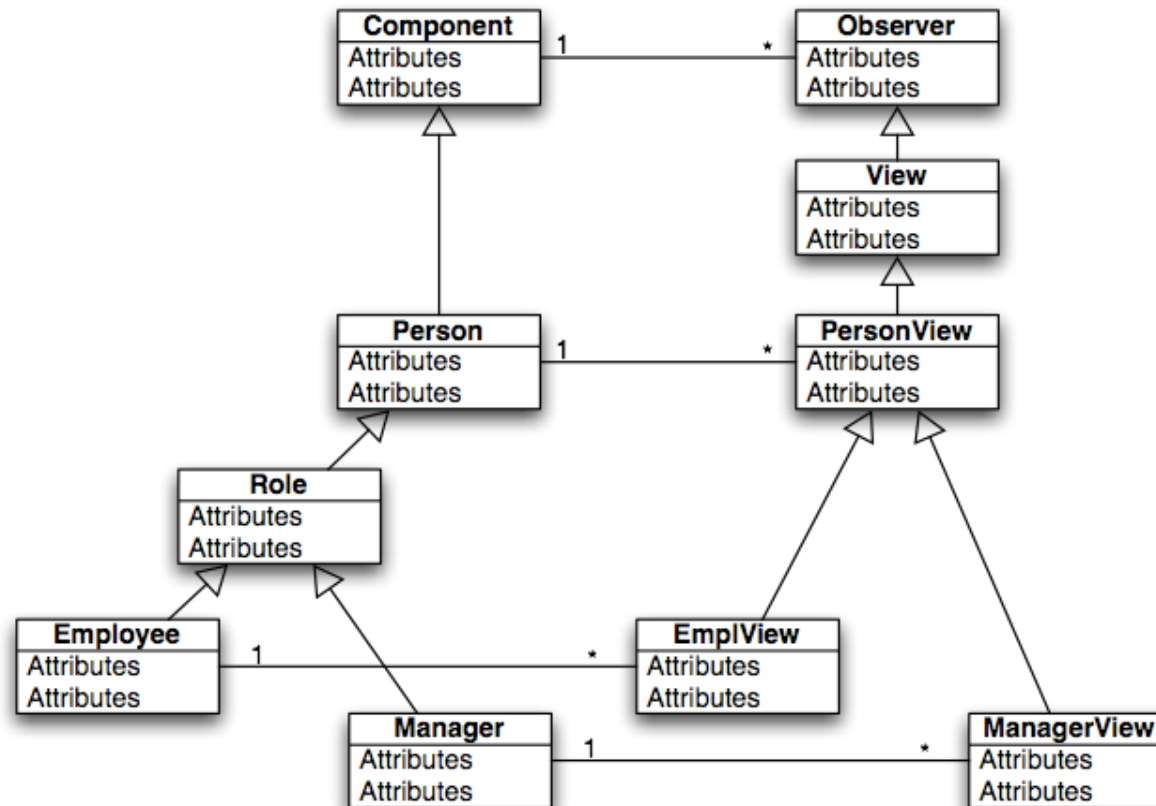 Component
Attributes
Attributes
1
*
Observer
Attributes
Attributes
View
Attributes
Attributes
Person
Attributes
Attributes
1
*
PersonView
Attributes
Attributes
Role
Attributes
Attributes
Employee
Attributes
Attributes
1
*
EmplView
Attributes
Attributes
Manager
Attributes
Attributes
1
*
ManagerView
Attributes
Attributes